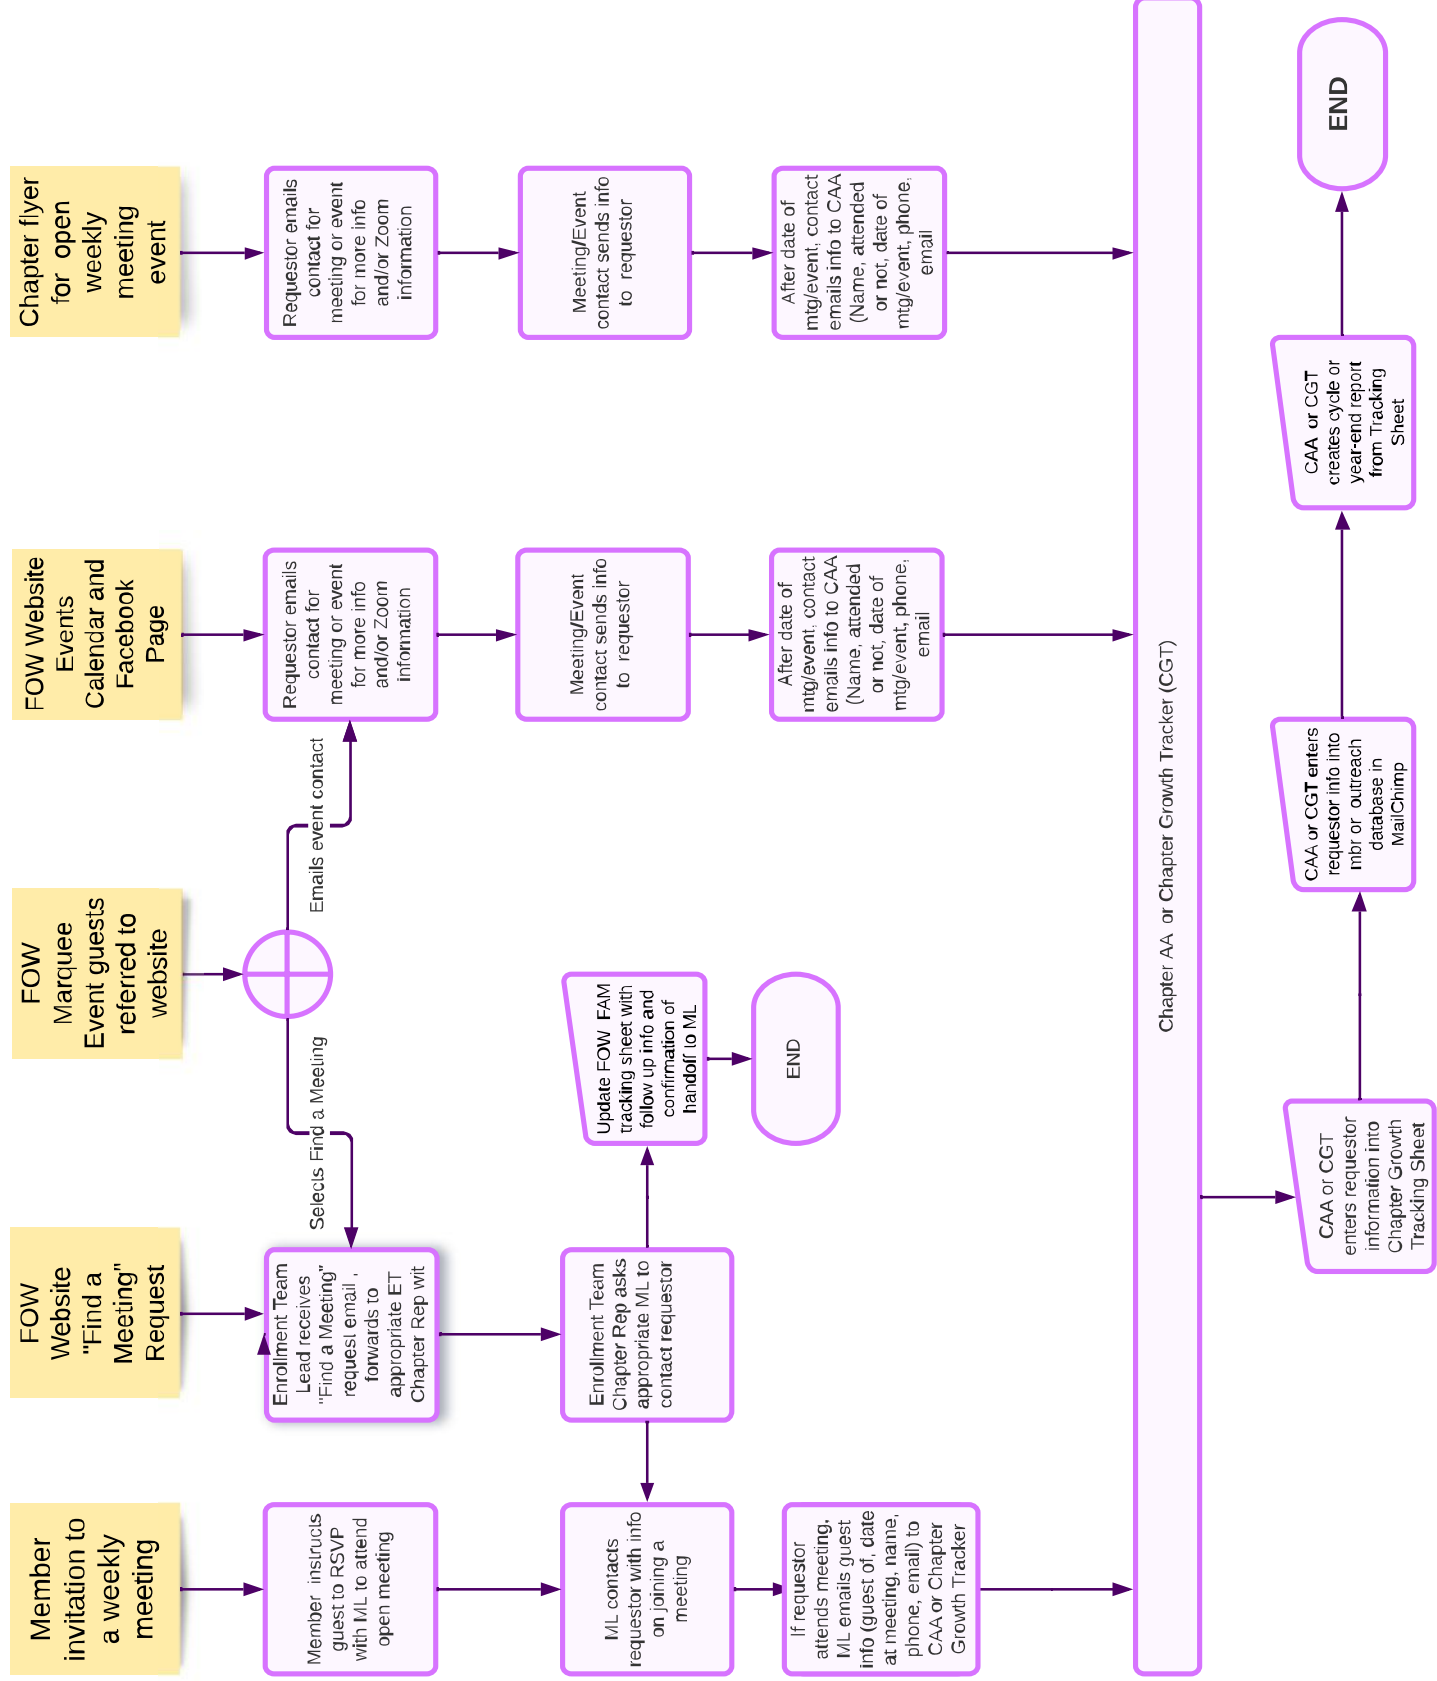 Member
invitation to
a weekly
meeting
FOW
Website
"Find a
Meeting"
Request
FOW
Marquee
Event guests
referred to
website
FOW Website
Events
Calendar and
Facebook
Page
Chapter flyer
for open
weekly
meeting
event
Selects Find a Meeting
Emails event contact
Member instructs
guest to RSVP
with ML to attend
open meeting
Enrollment Team
Lead receives
"Find a Meeting"
request email ,
forwards to
appropriate ET
Chapter Rep wit
Requestor emails
contact for
meeting or event
for more info
and/or Zoom
information
Requestor emails
contact for
meeting or event
for more info
and/or Zoom
information
ML contacts
requestor with info
on joining a
meeting
Enrollment Team
Chapter Rep asks
appropriate ML to
contact requestor
Update FOW FAM
tracking sheet with
follow up info and
confirmation of
handoff to ML
Meeting/Event
contact sends info
to requestor
Meeting/Event
contact sends info
to requestor
If requestor
attends meeting,
ML emails guest
info (guest of, date
at meeting, name,
phone, email) to
CAA or Chapter
Growth Tracker
END
After date of
mtg/event, contact
emails info to CAA
(Name, attended
or not, date of
mtg/event, phone,
email
After date of
mtg/event, contact
emails info to CAA
(Name, attended
or not, date of
mtg/event, phone,
email
Chapter AA or Chapter Growth Tracker (CGT)
CAA or CGT
enters requestor
information into
Chapter Growth
Tracking Sheet
CAA or CGT enters
requestor info into
mbr or outreach
database in
MailChimp
CAA or CGT
creates cycle or
year-end report
from Tracking
Sheet
END